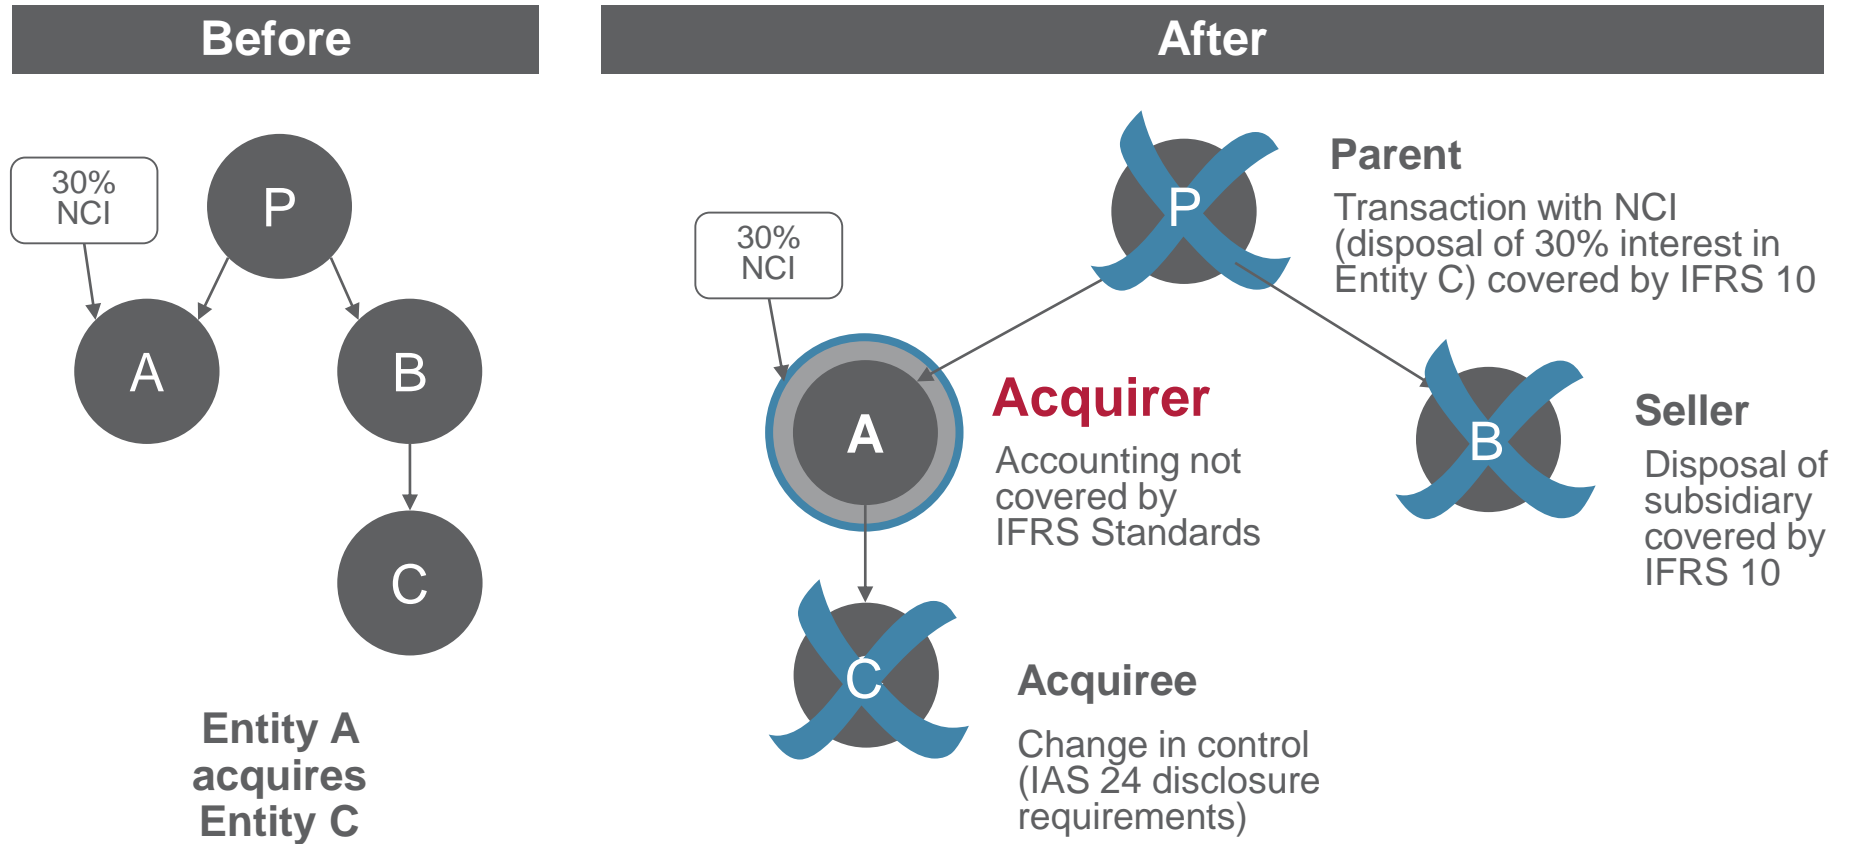 Before
30%
NCI
P
A
B
C
Entity A
acquires
Entity C
After
30%
NCI
P
Parent
Transaction with NCI
(disposal of 30% interest in
Entity C) covered by IFRS 10
A
Acquirer
Accounting not
covered by
IFRS Standards
B
Seller
Disposal of
subsidiary
covered by
IFRS 10
C
Acquiree
Change in control
(IAS 24 disclosure
requirements)